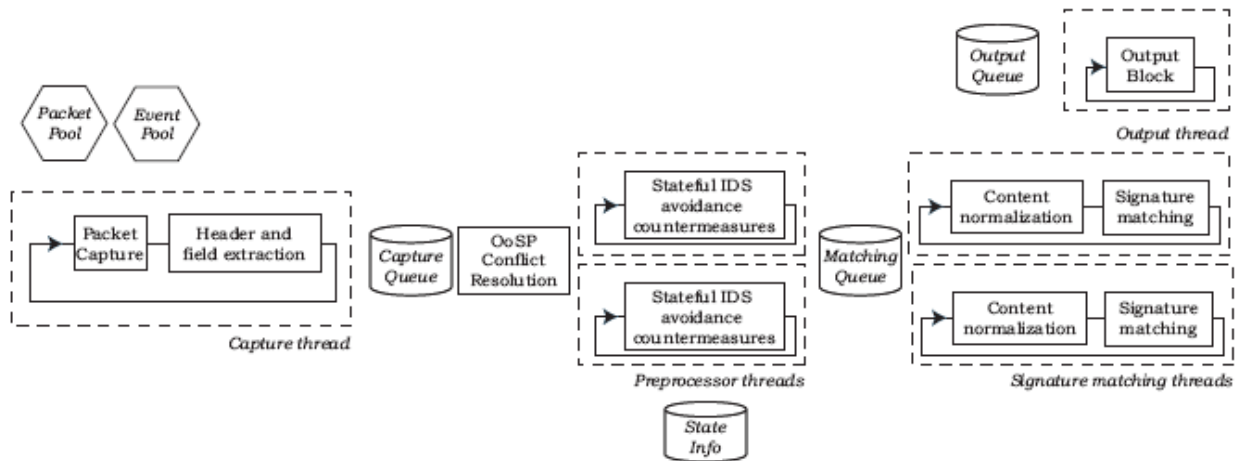 Packet
Pool
Event
Pool
Packet
Capture
Header and
field extraction
Capture thread
Capture
Queue
OoSP
Conflict
Resolution
Stateful IDS
avoidance
countermeasures
Stateful IDS
avoidance
countermeasures
Preprocessor threads
State
Info
Matching
Queue
Output
Queue
Output
Block
Output thread
Content
normalization
Signature
matching
Content
normalization
Signature
matching
Signature matching threads